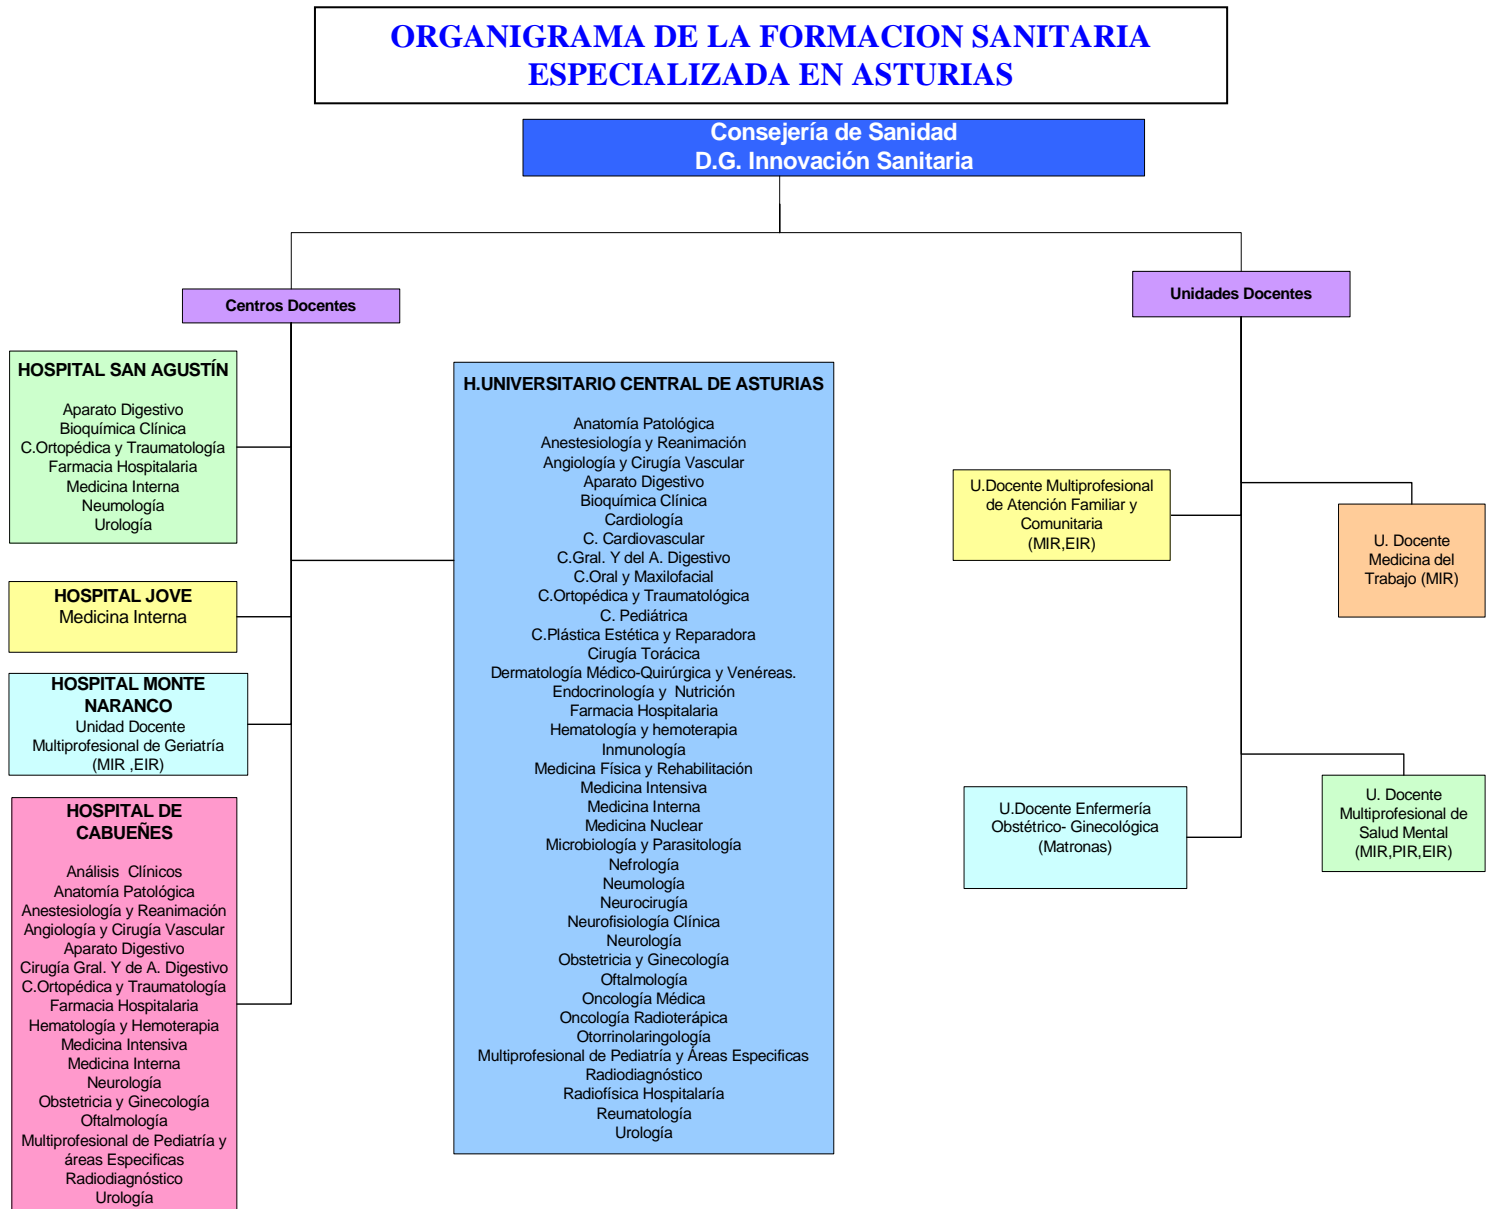 ORGANIGRAMA DE LA FORMACION SANITARIA
ESPECIALIZADA EN ASTURIAS
Consejería de Sanidad
D.G. Innovación Sanitaria
Centros Docentes
Unidades Docentes
HOSPITAL SAN AGUSTÍN
Aparato Digestivo
Bioquímica Clínica
C.Ortopédica y Traumatología
Farmacia Hospitalaria
Medicina Interna
Neumología
Urología
HOSPITAL JOVE
Medicina Interna
HOSPITAL MONTE
NARANCO
Unidad Docente
Multiprofesional de Geriatría
(MIR ,EIR)
HOSPITAL DE
CABUEÑES
Análisis  Clínicos
Anatomía Patológica
Anestesiología y Reanimación
Angiología y Cirugía Vascular
Aparato Digestivo
Cirugía Gral. Y de A. Digestivo
C.Ortopédica y Traumatología
Farmacia Hospitalaria
Hematología y Hemoterapia
Medicina Intensiva
Medicina Interna
Neurología
Obstetricia y Ginecología
Oftalmología
Multiprofesional de Pediatría y
áreas Especificas
Radiodiagnóstico
Urología
H.UNIVERSITARIO CENTRAL DE ASTURIAS
Anatomía Patológica
Anestesiología y Reanimación
Angiología y Cirugía Vascular
Aparato Digestivo
Bioquímica Clínica
Cardiología
C. Cardiovascular
C.Gral. Y del A. Digestivo
C.Oral y Maxilofacial
C.Ortopédica y Traumatológica
C. Pediátrica
C.Plástica Estética y Reparadora
Cirugía Torácica
Dermatología Médico-Quirúrgica y Venéreas.
Endocrinología y  Nutrición
Farmacia Hospitalaria
Hematología y hemoterapia
Inmunología
Medicina Física y Rehabilitación
Medicina Intensiva
Medicina Interna
Medicina Nuclear
Microbiología y Parasitología
Nefrología
Neumología
Neurocirugía
Neurofisiología Clínica
Neurología
Obstetricia y Ginecología
Oftalmología
Oncología Médica
Oncología Radioterápica
Otorrinolaringología
Multiprofesional de Pediatría y Áreas Especificas
Radiodiagnóstico
Radiofísica Hospitalaría
Reumatología
Urología
U.Docente Multiprofesional
de Atención Familiar y
Comunitaria
(MIR,EIR)
U. Docente
Medicina del
Trabajo (MIR)
U.Docente Enfermería
Obstétrico- Ginecológica
(Matronas)
U. Docente
Multiprofesional de
Salud Mental
(MIR,PIR,EIR)